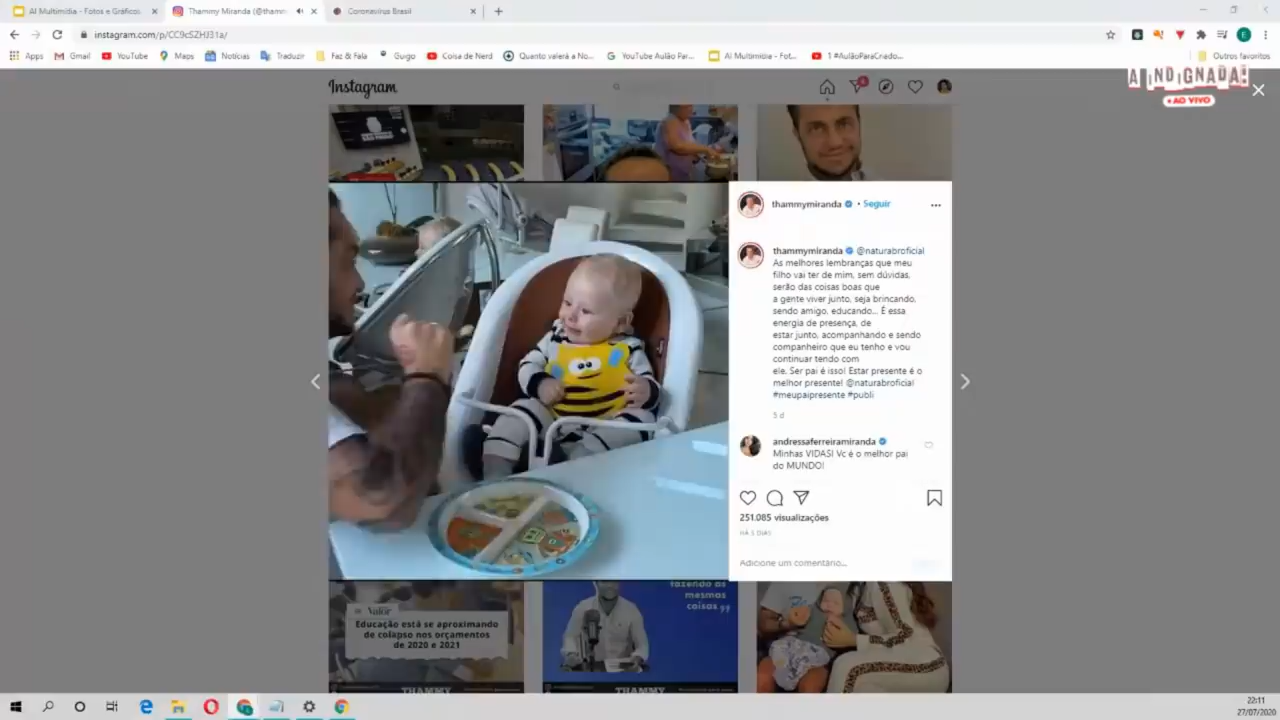 AI Multimídia - Fotos e Gráficos
Thammy Miranda (@tham
Coronavírus Brasil
instagram.com/p/CC9cSZHJ31a/
Apps
Gmail
YouTube
Maps
Notícias
Traduzir
Faz & Fala
Guigo
Coisa de Nerd
Quanto valerá a No...
YouTube Aulão Par...
AI Multimídia - Fot...
1 #AulãoParaCriado...
Outros favoritos
A INDIGNADA!
AO VIVO
Instagram
thammymiranda • Seguir
thammymiranda @naturabroficial
As melhores lembranças que meu
filho vai ter de mim, sem dúvidas,
serão das coisas boas que
a gente viver junto, seja brincando,
sendo amigo, educando... É essa
energia de presença, de
estar junto, acompanhando e sendo
companheiro que eu tenho e vou
continuar tendo com
ele. Ser pai é isso! Estar presente é o
melhor presente! @naturabroficial
#meupaipresente #publi
5 d
andressaferreiramiranda
Minhas VIDAS! Vc é o melhor pai
do MUNDO!
251.085 visualizações
HÁ 5 DIAS
Adicione um comentário...
Valor
Educação está se aproximando
de colapso nos orçamentos
de 2020 e 2021
fazendo as
mesmas
coisas
THAMMY
THAMMY
22:11
27/07/2020